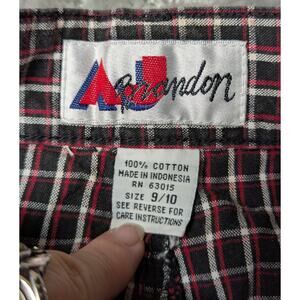 Brandon
100% COTTON
MADE IN INDONESIA
RN 63015
SIZE 9/10
SEE REVERSE FOR
CARE INSTRUCTIONS